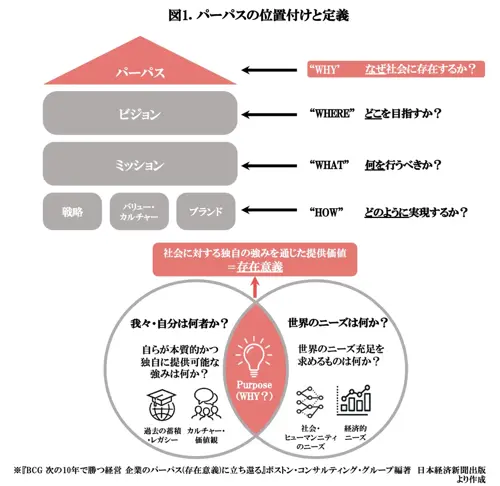 図1. パーパスの位置付けと定義
パーパス
“WHY’ なぜ社会に存在するか？
ビジョン
“WHERE” どこを目指すか？
ミッション
“WHAT” 何を行うべきか？
戦略
バリュー・
カルチャー
ブランド
“HOW” どのように実現するか？
社会に対する独自の強みを通じた提供価値
＝存在意義
我々・自分は何者か？
自らが本質的かつ
独自に提供可能な
強みは何か？
過去の蓄積
・レガシー
カルチャー・
価値観
Purpose
(WHY？)
世界のニーズは何か？
世界のニーズ充足を
求めるものは何か？
社会・
ヒューマンニティ
のニーズ
経済的
ニーズ
※『BCG 次の10年で勝つ経営 企業のパーパス(存在意義)に立ち還る』ボストン・コンサルティング・グループ編著 日本経済新聞出版
より作成